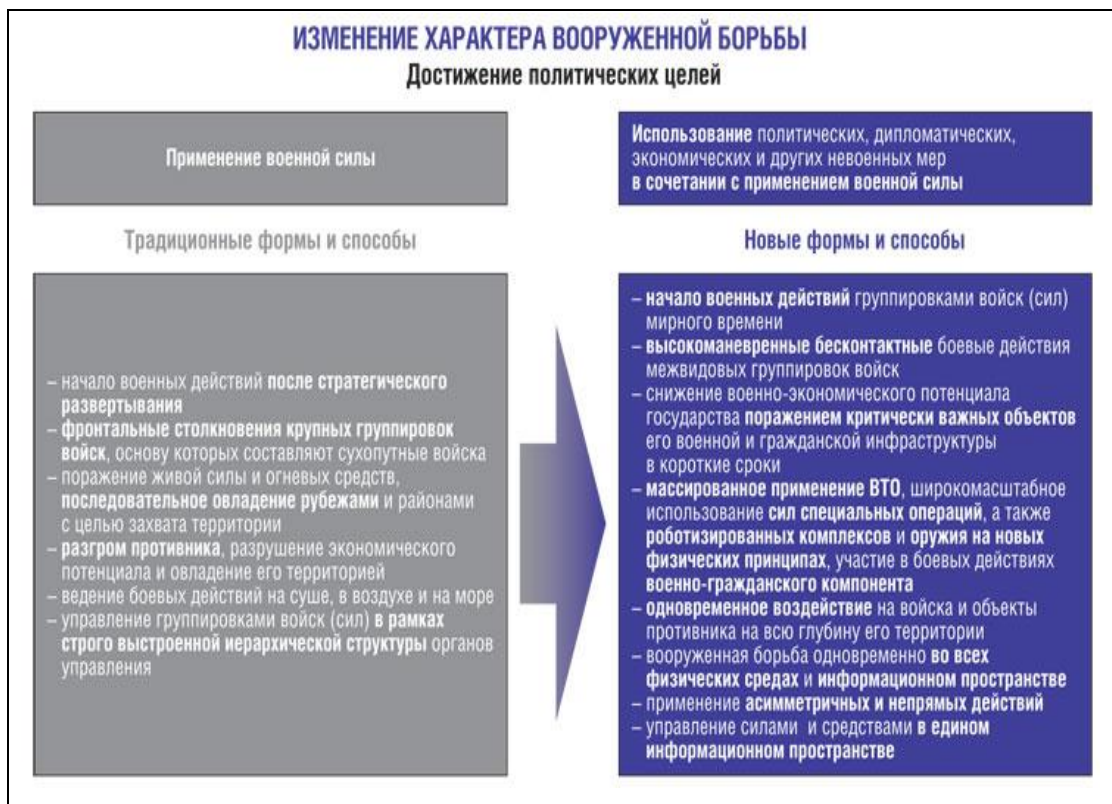 ИЗМЕНЕНИЕ ХАРАКТЕРА ВООРУЖЕННОЙ БОРЬБЫ
Достижение политических целей
Применение военной силы
Использование политических, дипломатических,
экономических и других невоенных мер
в сочетании с применением военной силы
Традиционные формы и способы
– начало военных действий после стратегического
развертывания
– фронтальные столкновения крупных группировок
войск, основу которых составляют сухопутные войска
– поражение живой силы и огневых средств,
последовательное овладение рубежами и районами
с целью захвата территории
– разгром противника, разрушение экономического
потенциала и овладение его территорией
– ведение боевых действий на суше, в воздухе и на море
– управление группировками войск (сил) в рамках
строго выстроенной иерархической структуры органов
управления
Новые формы и способы
– начало военных действий группировками войск (сил)
мирного времени
– высокоманевренные бесконтактные боевые действия
межвидовых группировок войск
– снижение военно-экономического потенциала
государства поражением критически важных объектов
его военной и гражданской инфраструктуры
в короткие сроки
– массированное применение ВТО, широкомасштабное
использование сил специальных операций, а также
роботизированных комплексов и оружия на новых
физических принципах, участие в боевых действиях
военно-гражданского компонента
– одновременное воздействие на войска и объекты
противника на всю глубину его территории
– вооруженная борьба одновременно во всех
физических средах и информационном пространстве
– применение асимметричных и непрямых действий
– управление силами и средствами в едином
информационном пространстве